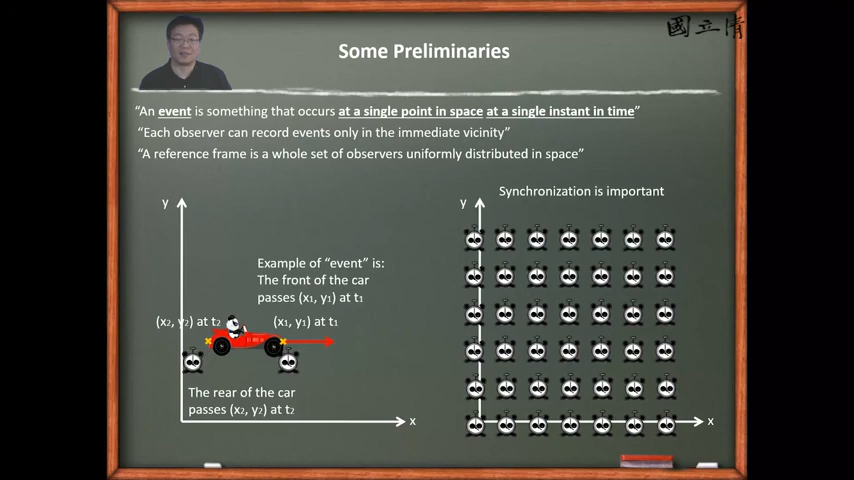 國立清
Some Preliminaries
“An event is something that occurs at a single point in space at a single instant in time”
“Each observer can record events only in the immediate vicinity”
“A reference frame is a whole set of observers uniformly distributed in space”
Synchronization is important
y
y
Example of “event” is:
The front of the car
passes (x₁, y₁) at t₁
(x₂, y₂) at t₂
(x₁, y₁) at t₁
The rear of the car
passes (x₂, y₂) at t₂
x
x